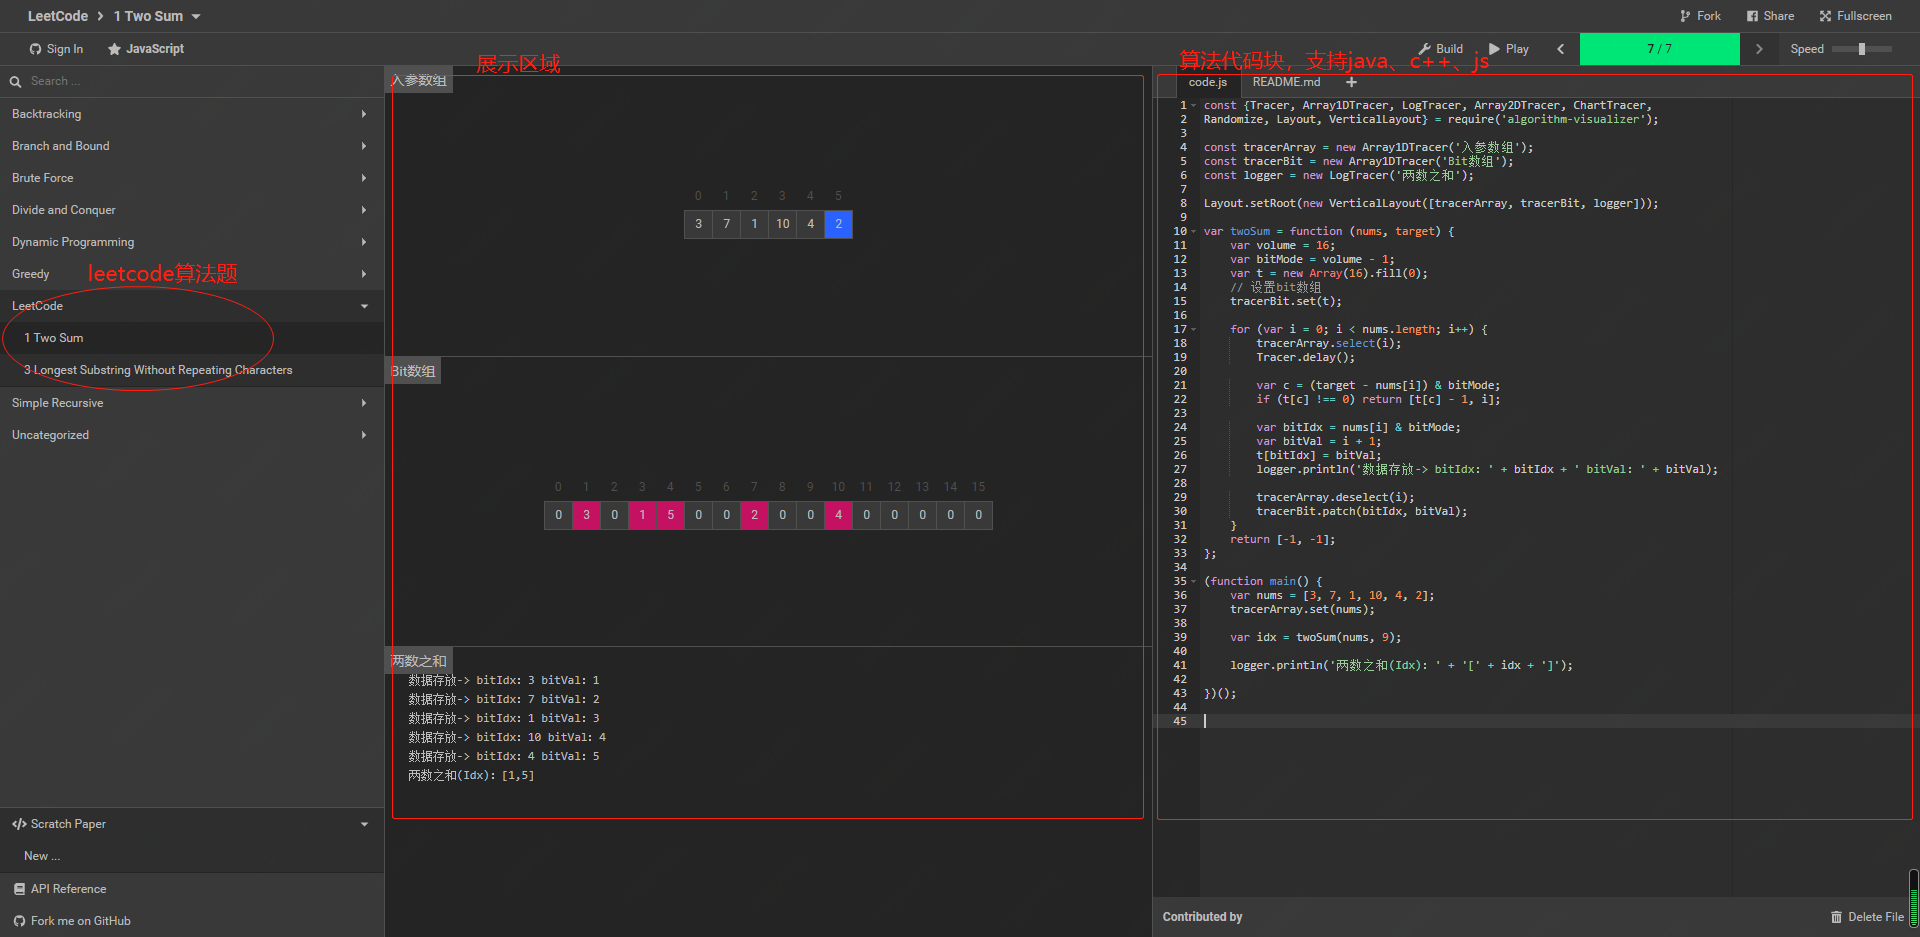 LeetCode > 1 Two Sum
Fork Share Fullscreen
Sign In JavaScript
Build Play 7 / 7 Speed
展示区域
算法代码块，支持java、c++、js
Search ...
Backtracking
Branch and Bound
Brute Force
Divide and Conquer
Dynamic Programming
Greedy
leetcode算法题
LeetCode
1 Two Sum
3 Longest Substring Without Repeating Characters
Simple Recursive
Uncategorized
Scratch Paper
New ...
API Reference
Fork me on GitHub
入参数组
0 1 2 3 4 5
3 7 1 10 4 2
Bit数组
0 1 2 3 4 5 6 7 8 9 10 11 12 13 14 15
0 3 0 1 5 0 0 2 0 0 4 0 0 0 0 0
两数之和
数据存放-> bitIdx: 3 bitVal: 1
数据存放-> bitIdx: 7 bitVal: 2
数据存放-> bitIdx: 1 bitVal: 3
数据存放-> bitIdx: 10 bitVal: 4
数据存放-> bitIdx: 4 bitVal: 5
两数之和(Idx): [1,5]
code.js README.md +
1 const {Tracer, Array1DTracer, LogTracer, Array2DTracer, ChartTracer,
2 Randomize, Layout, VerticalLayout} = require('algorithm-visualizer');
3
4 const tracerArray = new Array1DTracer('入参数组');
5 const tracerBit = new Array1DTracer('Bit数组');
6 const logger = new LogTracer('两数之和');
7
8 Layout.setRoot(new VerticalLayout([tracerArray, tracerBit, logger]));
9
10 var twoSum = function (nums, target) {
11 var volume = 16;
12 var bitMode = volume - 1;
13 var t = new Array(16).fill(0);
14 // 设置bit数组
15 tracerBit.set(t);
16
17 for (var i = 0; i < nums.length; i++) {
18 tracerArray.select(i);
19 Tracer.delay();
20
21 var c = (target - nums[i]) & bitMode;
22 if (t[c] !== 0) return [t[c] - 1, i];
23
24 var bitIdx = nums[i] & bitMode;
25 var bitVal = i + 1;
26 t[bitIdx] = bitVal;
27 logger.println('数据存放-> bitIdx: ' + bitIdx + ' bitVal: ' + bitVal);
28
29 tracerArray.deselect(i);
30 tracerBit.patch(bitIdx, bitVal);
31 }
32 return [-1, -1];
33 };
34
35 (function main() {
36 var nums = [3, 7, 1, 10, 4, 2];
37 tracerArray.set(nums);
38
39 var idx = twoSum(nums, 9);
40
41 logger.println('两数之和(Idx): ' + '[' + idx + ']');
42
43 })();
44
45
Contributed by
Delete File